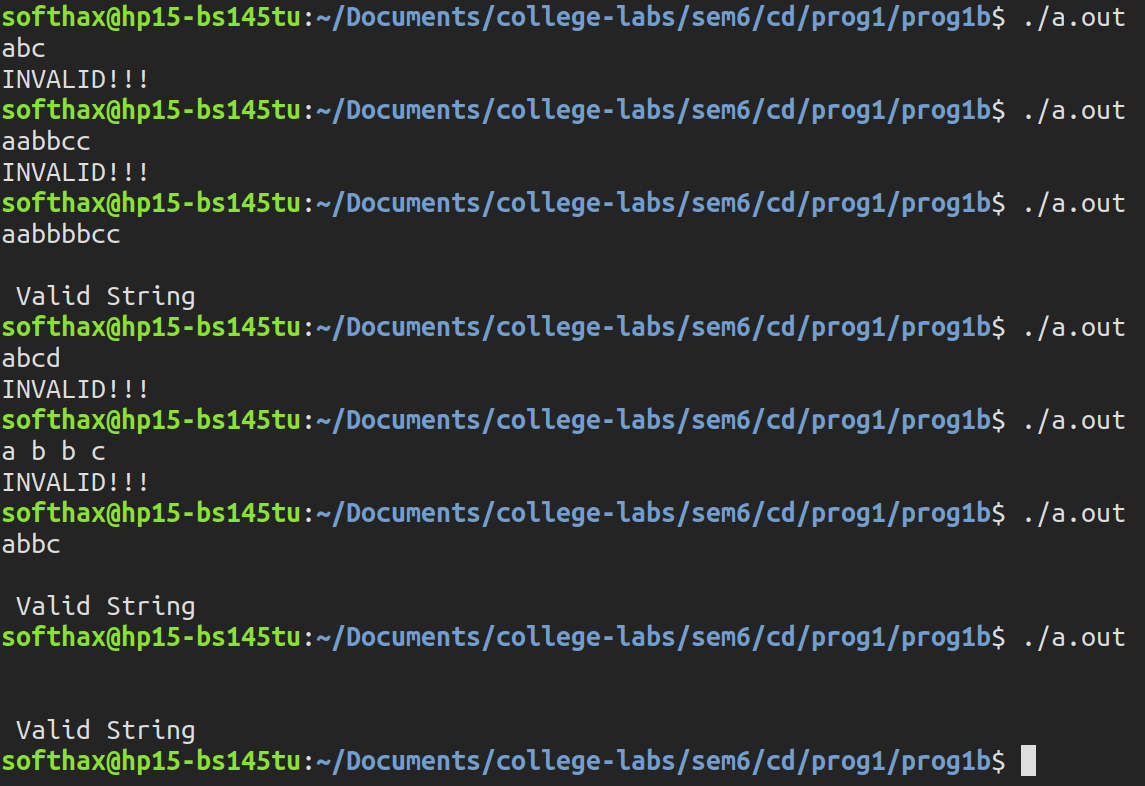 softhax@hp15-bs145tu:~/Documents/college-labs/sem6/cd/prog1/prog1b$ ./a.out
abc
INVALID!!!
softhax@hp15-bs145tu:~/Documents/college-labs/sem6/cd/prog1/prog1b$ ./a.out
aabbcc
INVALID!!!
softhax@hp15-bs145tu:~/Documents/college-labs/sem6/cd/prog1/prog1b$ ./a.out
aabbbbcc
 Valid String
softhax@hp15-bs145tu:~/Documents/college-labs/sem6/cd/prog1/prog1b$ ./a.out
abcd
INVALID!!!
softhax@hp15-bs145tu:~/Documents/college-labs/sem6/cd/prog1/prog1b$ ./a.out
a b b c
INVALID!!!
softhax@hp15-bs145tu:~/Documents/college-labs/sem6/cd/prog1/prog1b$ ./a.out
abbc
 Valid String
softhax@hp15-bs145tu:~/Documents/college-labs/sem6/cd/prog1/prog1b$ ./a.out
 Valid String
softhax@hp15-bs145tu:~/Documents/college-labs/sem6/cd/prog1/prog1b$